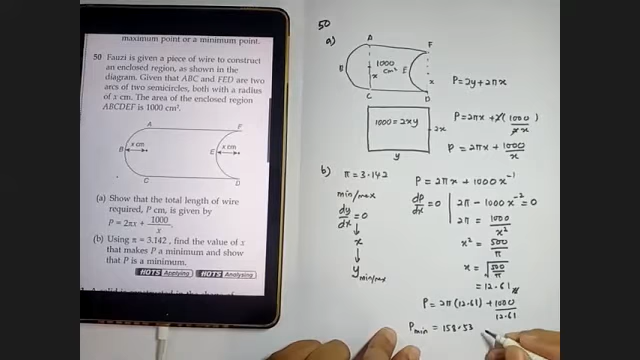 maximum point or a minimum point.
50 Fauzi is given a piece of wire to construct
an enclosed region, as shown in the
diagram. Given that ABC and FED are two
arcs of two semicircles, both with a radius
of x cm. The area of the enclosed region
ABCDEF is 1000 cm².
A F
x cm x cm
B E
C D
(a) Show that the total length of wire
required, P cm, is given by
P = 2πx + 1000/x.
(b) Using π = 3.142, find the value of x
that makes P a minimum and show
that P is a minimum.
HOTS Applying HOTS Analysing
50
a)
A F
B 1000 cm² E
x x
C D
P = 2y + 2πx
1000 = 2xy
2x
y
P = 2πx + 2(1000/2x)
P = 2πx + 1000/x
b) π = 3.142
min/max
dy/dx = 0
x
y min/max
P = 2πx + 1000x⁻¹
dP/dx = 0 2π - 1000x⁻² = 0
2π = 1000/x²
x² = 500/π
x = √500/π
= 12.61
P = 2π(12.61) + 1000/12.61
P min = 158.53